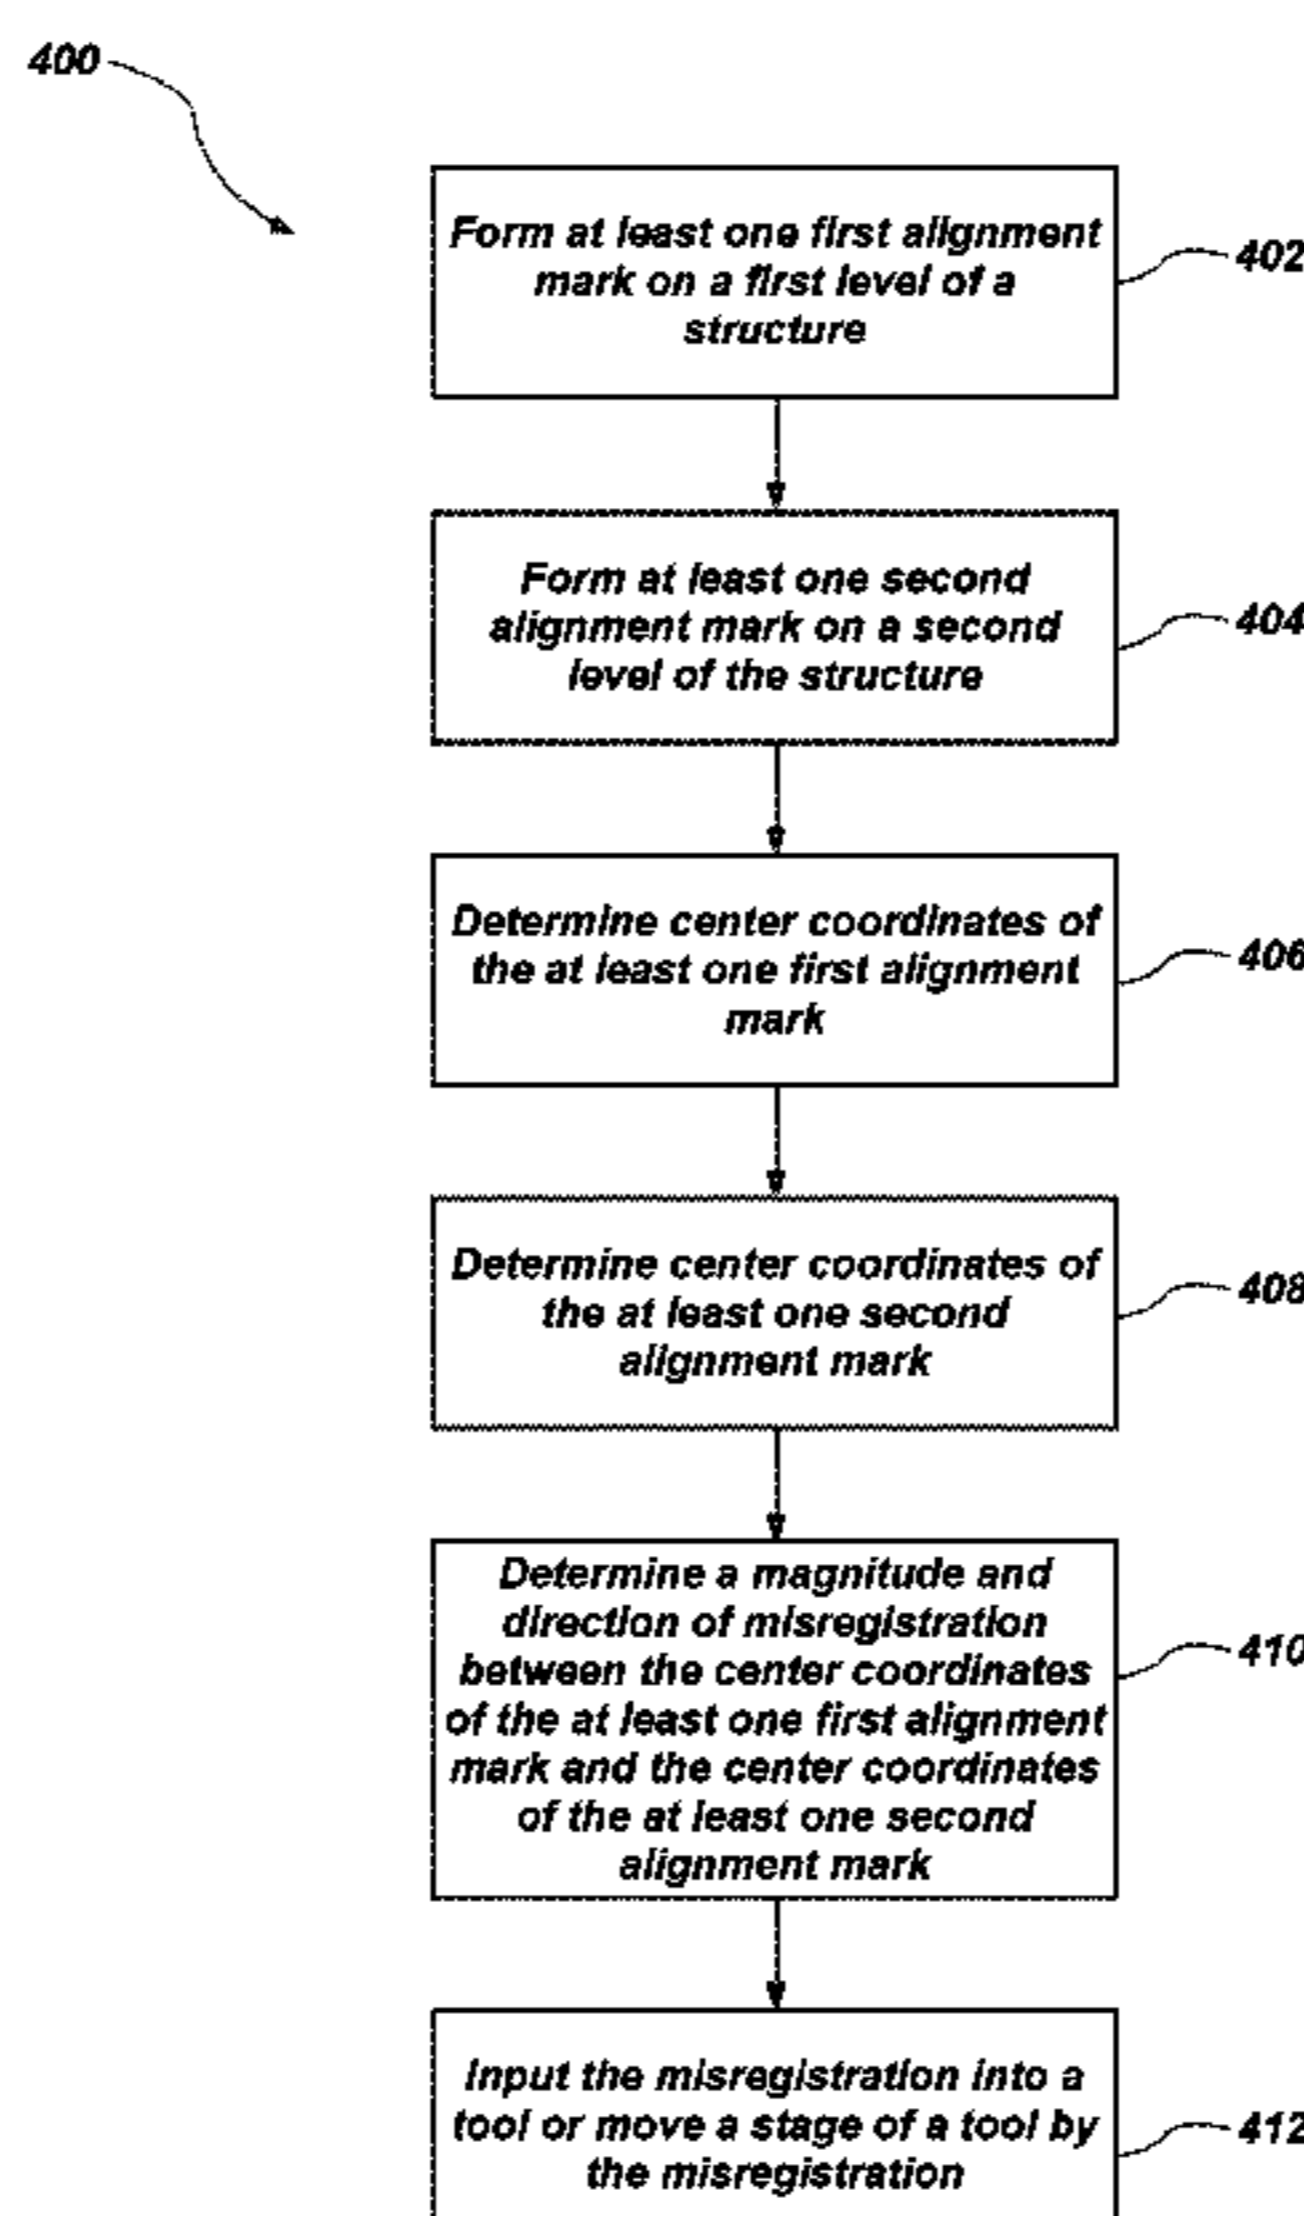 400
Form at least one first alignment
mark on a first level of a
structure
402
Form at least one second
alignment mark on a second
level of the structure
404
Determine center coordinates of
the at least one first alignment
mark
406
Determine center coordinates of
the at least one second
alignment mark
408
Determine a magnitude and
direction of misregistration
between the center coordinates
of the at least one first alignment
mark and the center coordinates
of the at least one second
alignment mark
410
Input the misregistration into a
tool or move a stage of a tool by
the misregistration
412